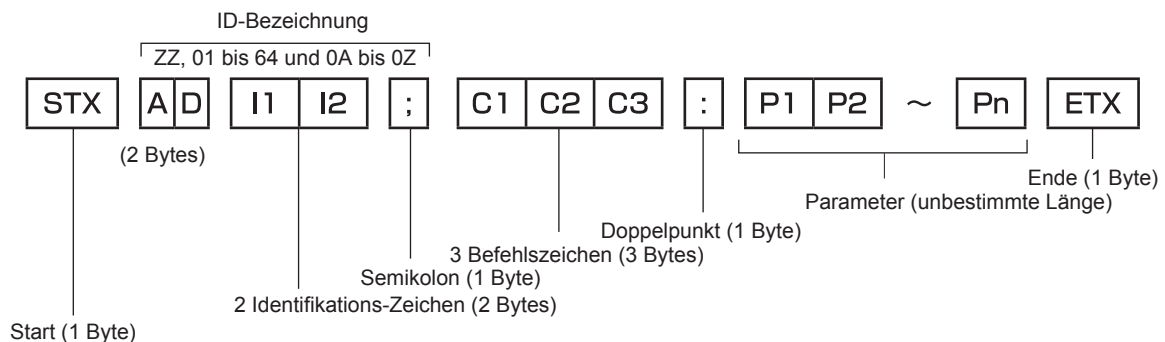 ID-Bezeichnung
ZZ, 01 bis 64 und 0A bis 0Z
STX A D I1 I2 ; C1 C2 C3 : P1 P2 ~ Pn ETX
(2 Bytes)
Ende (1 Byte)
Parameter (unbestimmte Länge)
Doppelpunkt (1 Byte)
3 Befehlszeichen (3 Bytes)
Semikolon (1 Byte)
2 Identifikations-Zeichen (2 Bytes)
Start (1 Byte)